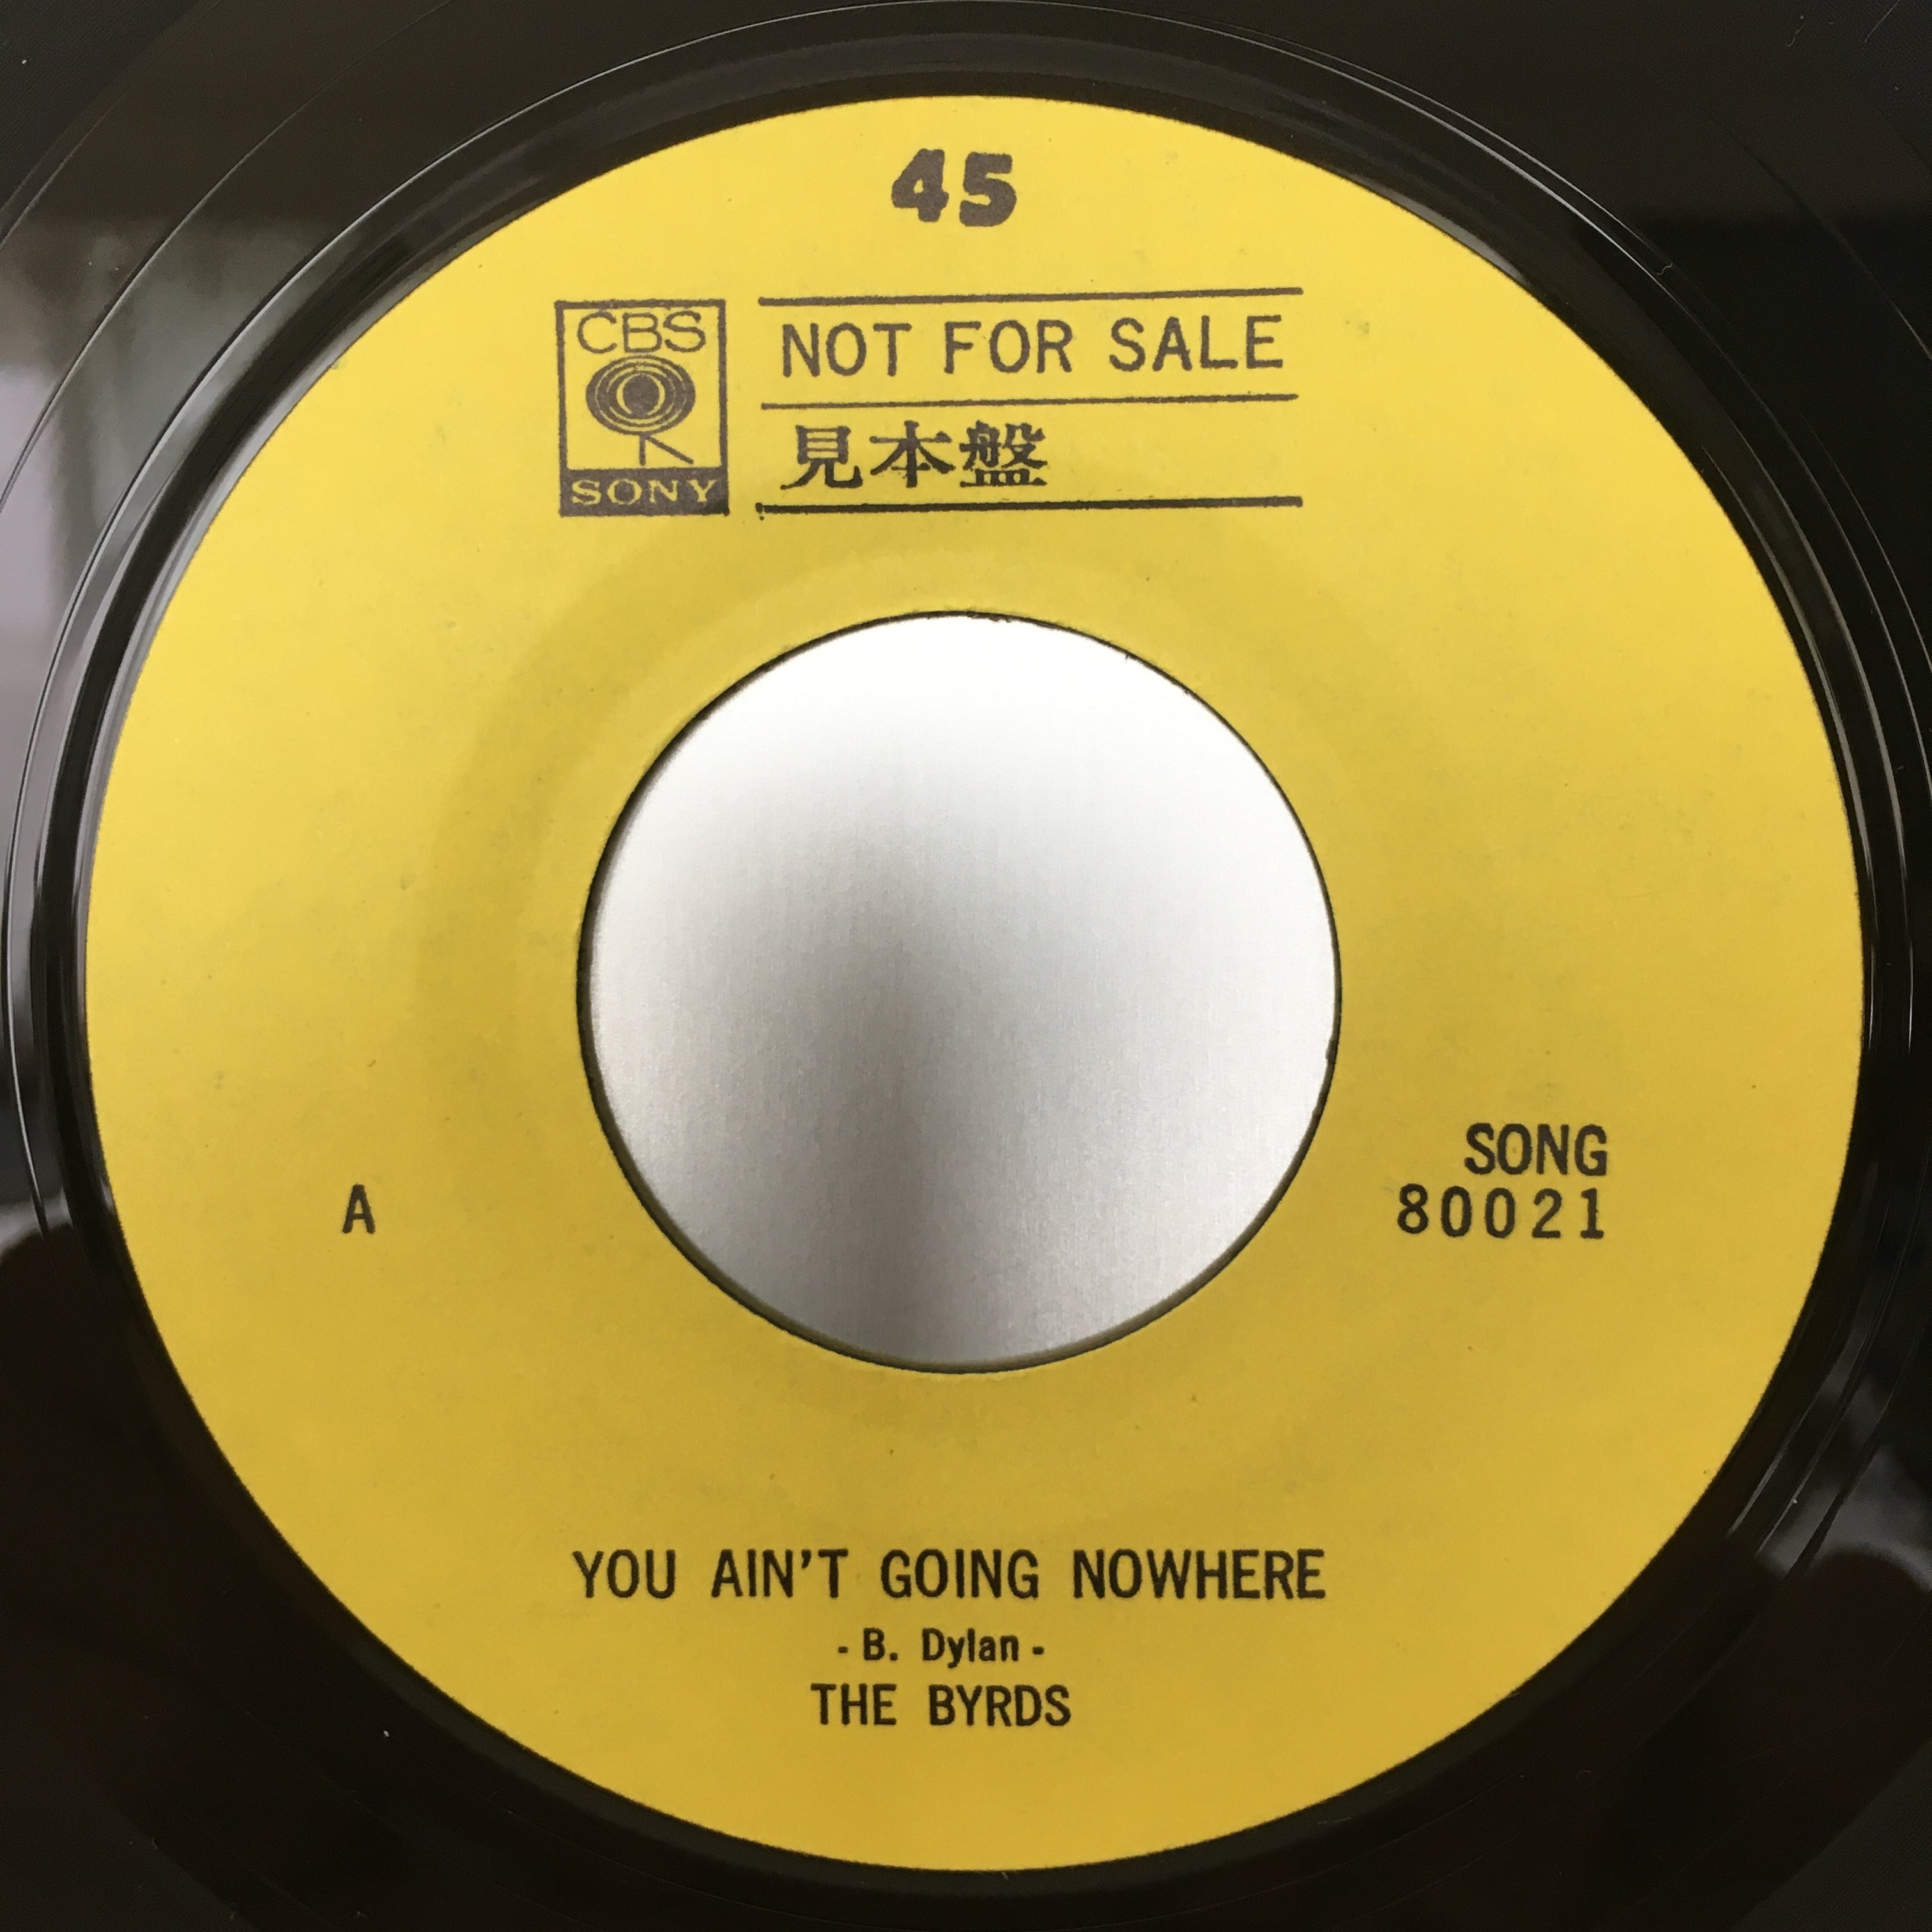 45
CBS
SONY
NOT FOR SALE
見本盤
A
SONG
80021
YOU AIN'T GOING NOWHERE
- B. Dylan -
THE BYRDS